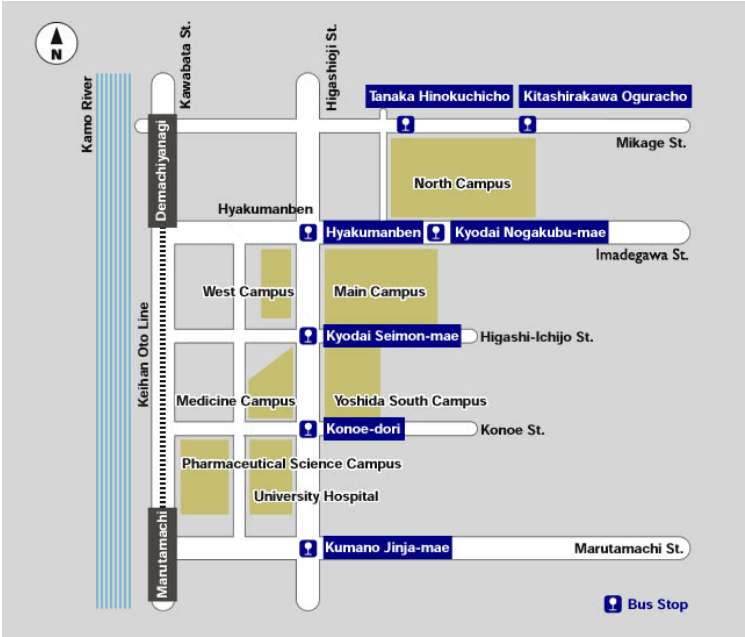 N
Kamo River
Kawabata St.
Higashioji St.
Tanaka Hinokuchicho
Kitashirakawa Oguracho
Mikage St.
Demachiyanagi
North Campus
Hyakumanben
Hyakumanben
Kyodai Nogakubu-mae
Imadegawa St.
West Campus
Main Campus
Keihan Oto Line
Kyodai Seimon-mae
Higashi-Ichijo St.
Medicine Campus
Yoshida South Campus
Konoe-dori
Konoe St.
Pharmaceutical Science Campus
University Hospital
Marutamachi
Kumano Jinja-mae
Marutamachi St.
Bus Stop